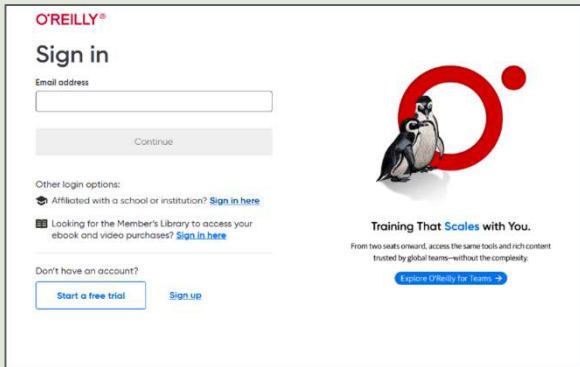 O'REILLY®
Sign in
Email address
Continue
Other login options:
Affiliated with a school or institution? Sign in here
Looking for the Member's Library to access your
ebook and video purchases? Sign in here
Don't have an account?
Start a free trial
Sign up
Training That Scales with You.
From two seats onward, access the same tools and rich content
trusted by global teams—without the complexity.
Explore O'Reilly for Teams →